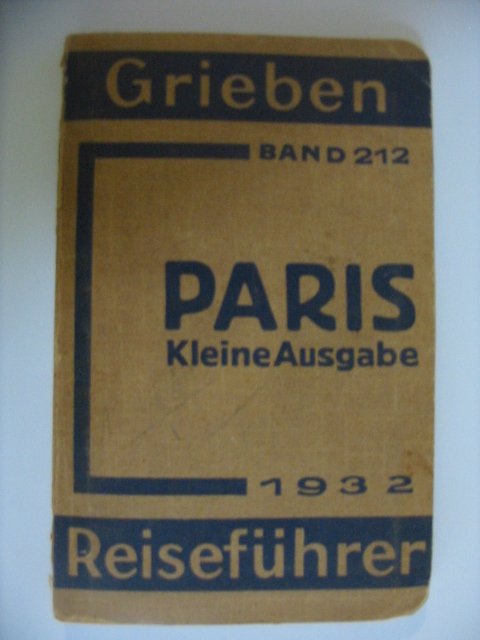 Grieben
BAND 212
PARIS
Kleine Ausgabe
1932
Reiseführer